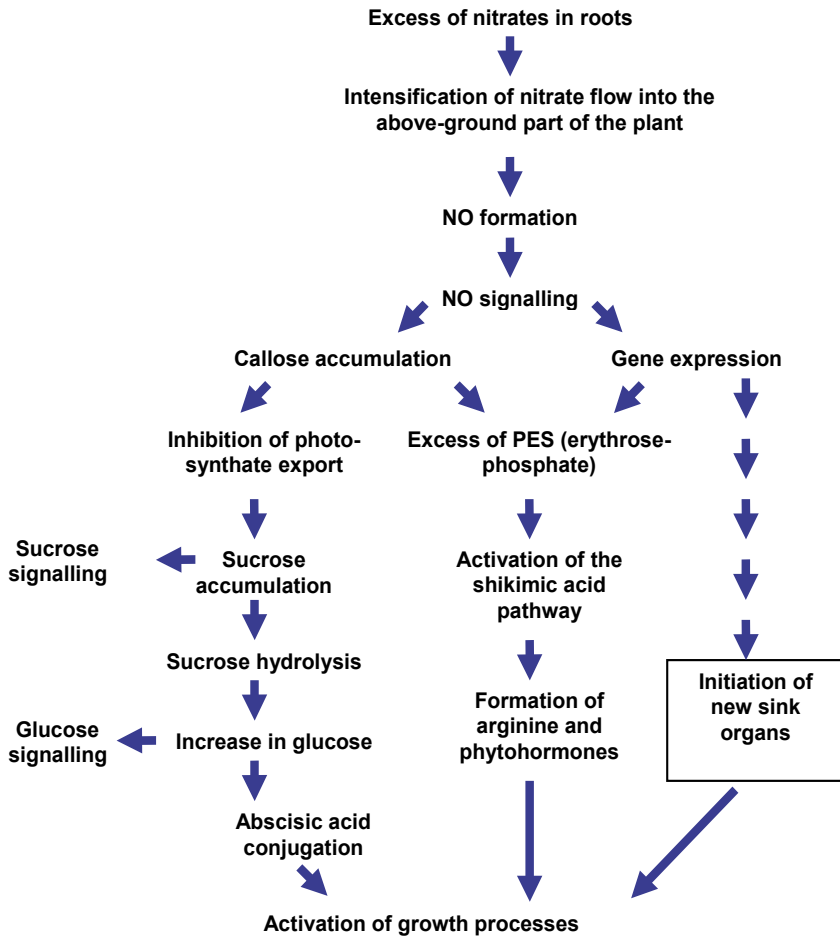 Excess of nitrates in roots
Intensification of nitrate flow into the
above-ground part of the plant
NO formation
NO signalling
Callose accumulation
Gene expression
Inhibition of photo-
synthate export
Excess of PES (erythrose-
phosphate)
Sucrose
signalling
Sucrose
accumulation
Activation of the
shikimic acid
pathway
Sucrose hydrolysis
Initiation of
new sink
organs
Formation of
arginine and
phytohormones
Glucose
signalling
Increase in glucose
Abscisic acid
conjugation
Activation of growth processes